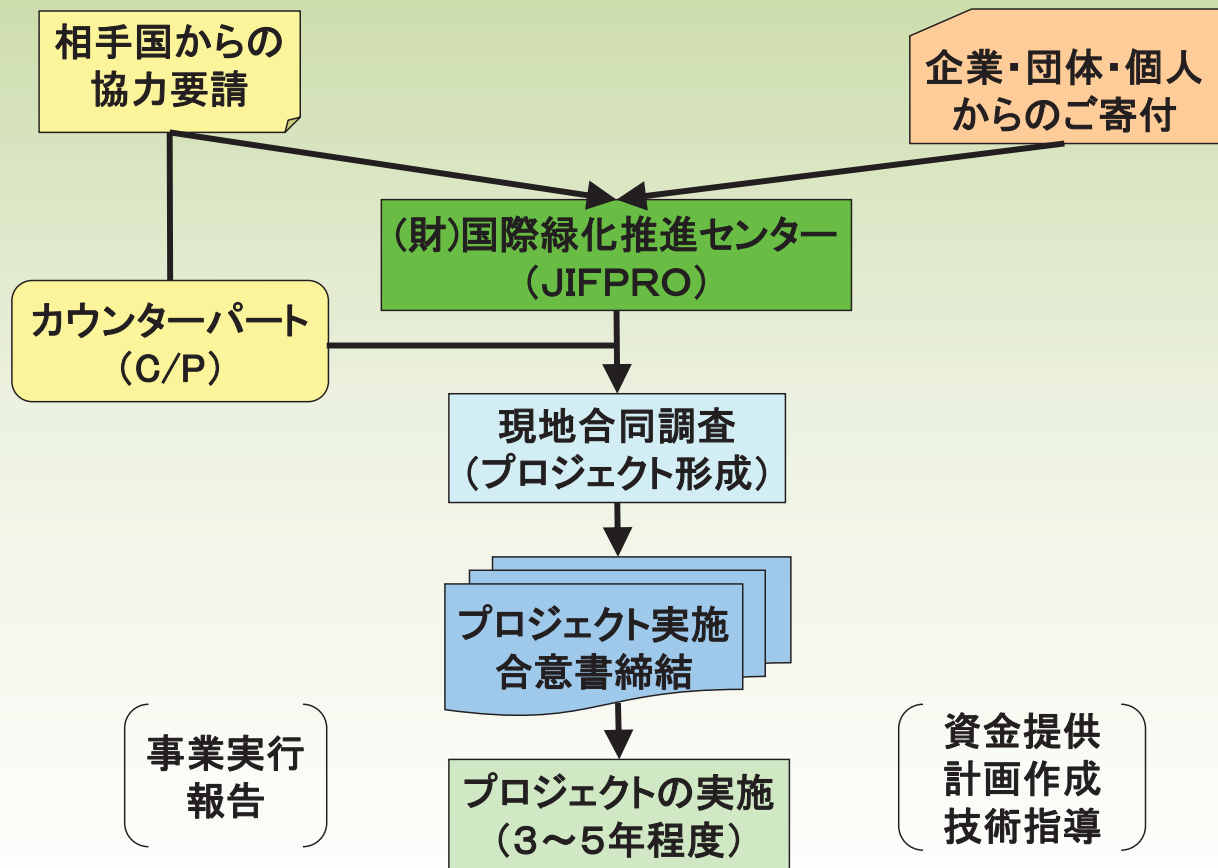 相手国からの
協力要請
企業・団体・個人
からのご寄付
(財)国際緑化推進センター
(JIFPRO)
カウンターパート
(C/P)
現地合同調査
(プロジェクト形成)
プロジェクト実施
合意書締結
事業実行
報告
資金提供
計画作成
技術指導
プロジェクトの実施
(3～5年程度)